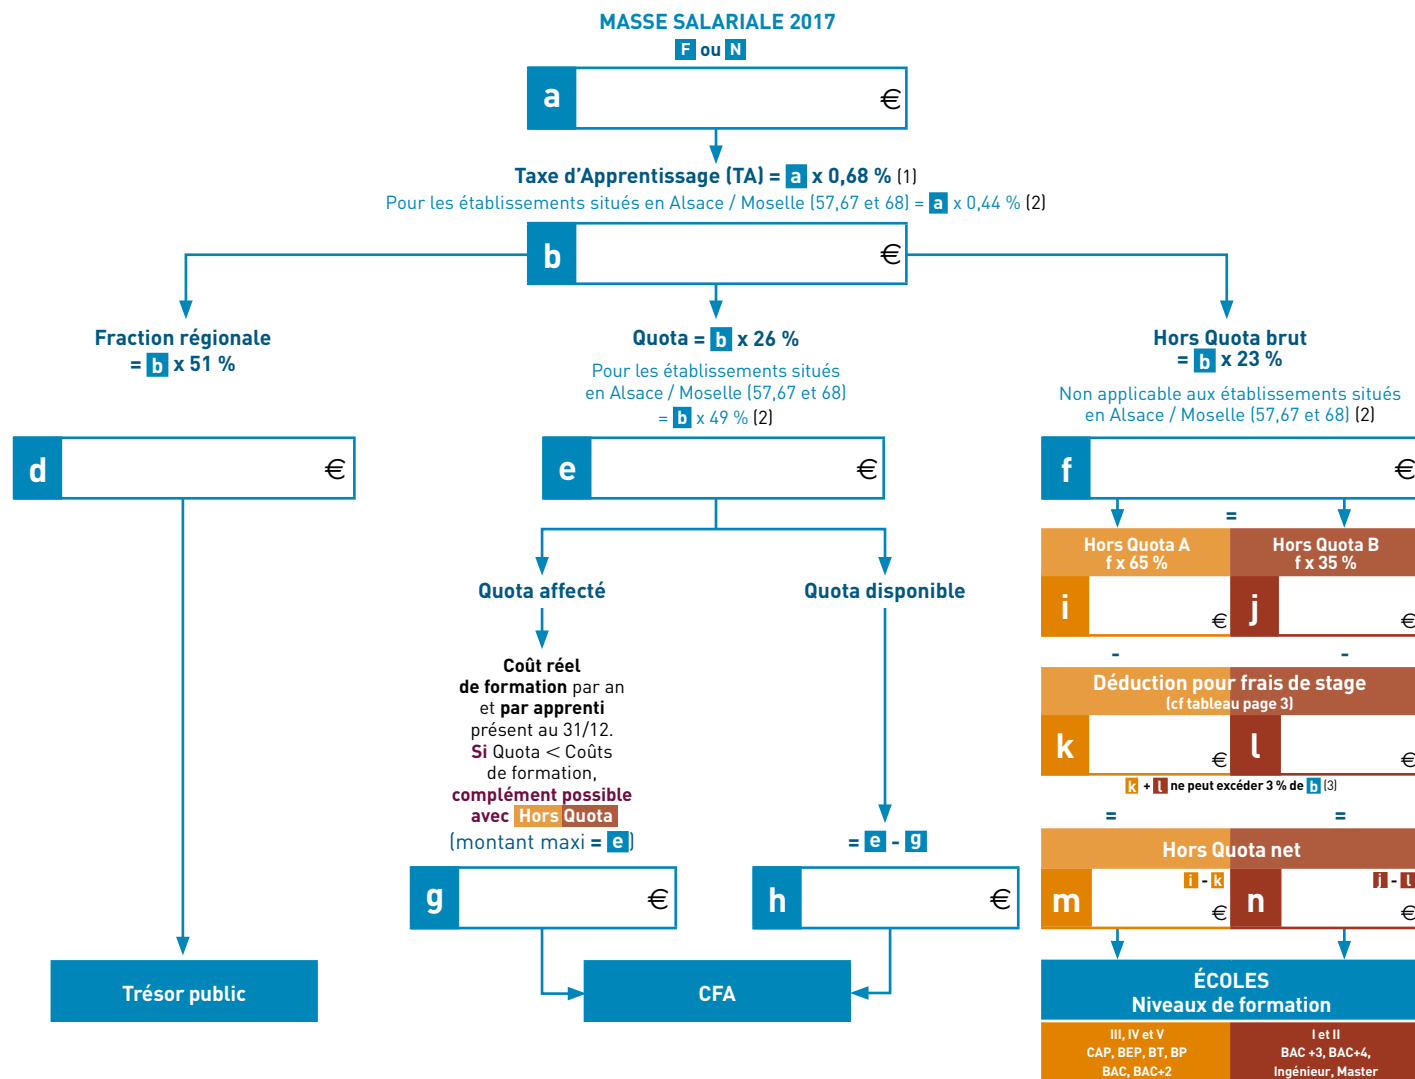 MASSE SALARIALE 2017
F ou N
a €
Taxe d’Apprentissage (TA) = a x 0,68 % (1)
Pour les établissements situés en Alsace / Moselle (57,67 et 68) = a x 0,44 % (2)
b €
Fraction régionale
= b x 51 %
d €
Trésor public
Quota = b x 26 %
Pour les établissements situés
en Alsace / Moselle (57,67 et 68)
= b x 49 % (2)
e €
Quota affecté
Coût réel
de formation par an
et par apprenti
présent au 31/12.
Si Quota < Coûts
de formation,
complément possible
avec Hors Quota
(montant maxi = e)
g €
Quota disponible
= e - g
h €
CFA
Hors Quota brut
= b x 23 %
Non applicable aux établissements situés
en Alsace / Moselle (57,67 et 68) (2)
f €
=
Hors Quota A
f x 65 %
i €
Hors Quota B
f x 35 %
j €
- -
Déduction pour frais de stage
(cf tableau page 3)
k € l €
k + l ne peut excéder 3 % de b (3)
= =
Hors Quota net
i - k j - l
m € n €
ÉCOLES
Niveaux de formation
III, IV et V
CAP, BEP, BT, BP
BAC, BAC+2
I et II
BAC +3, BAC+4,
Ingénieur, Master